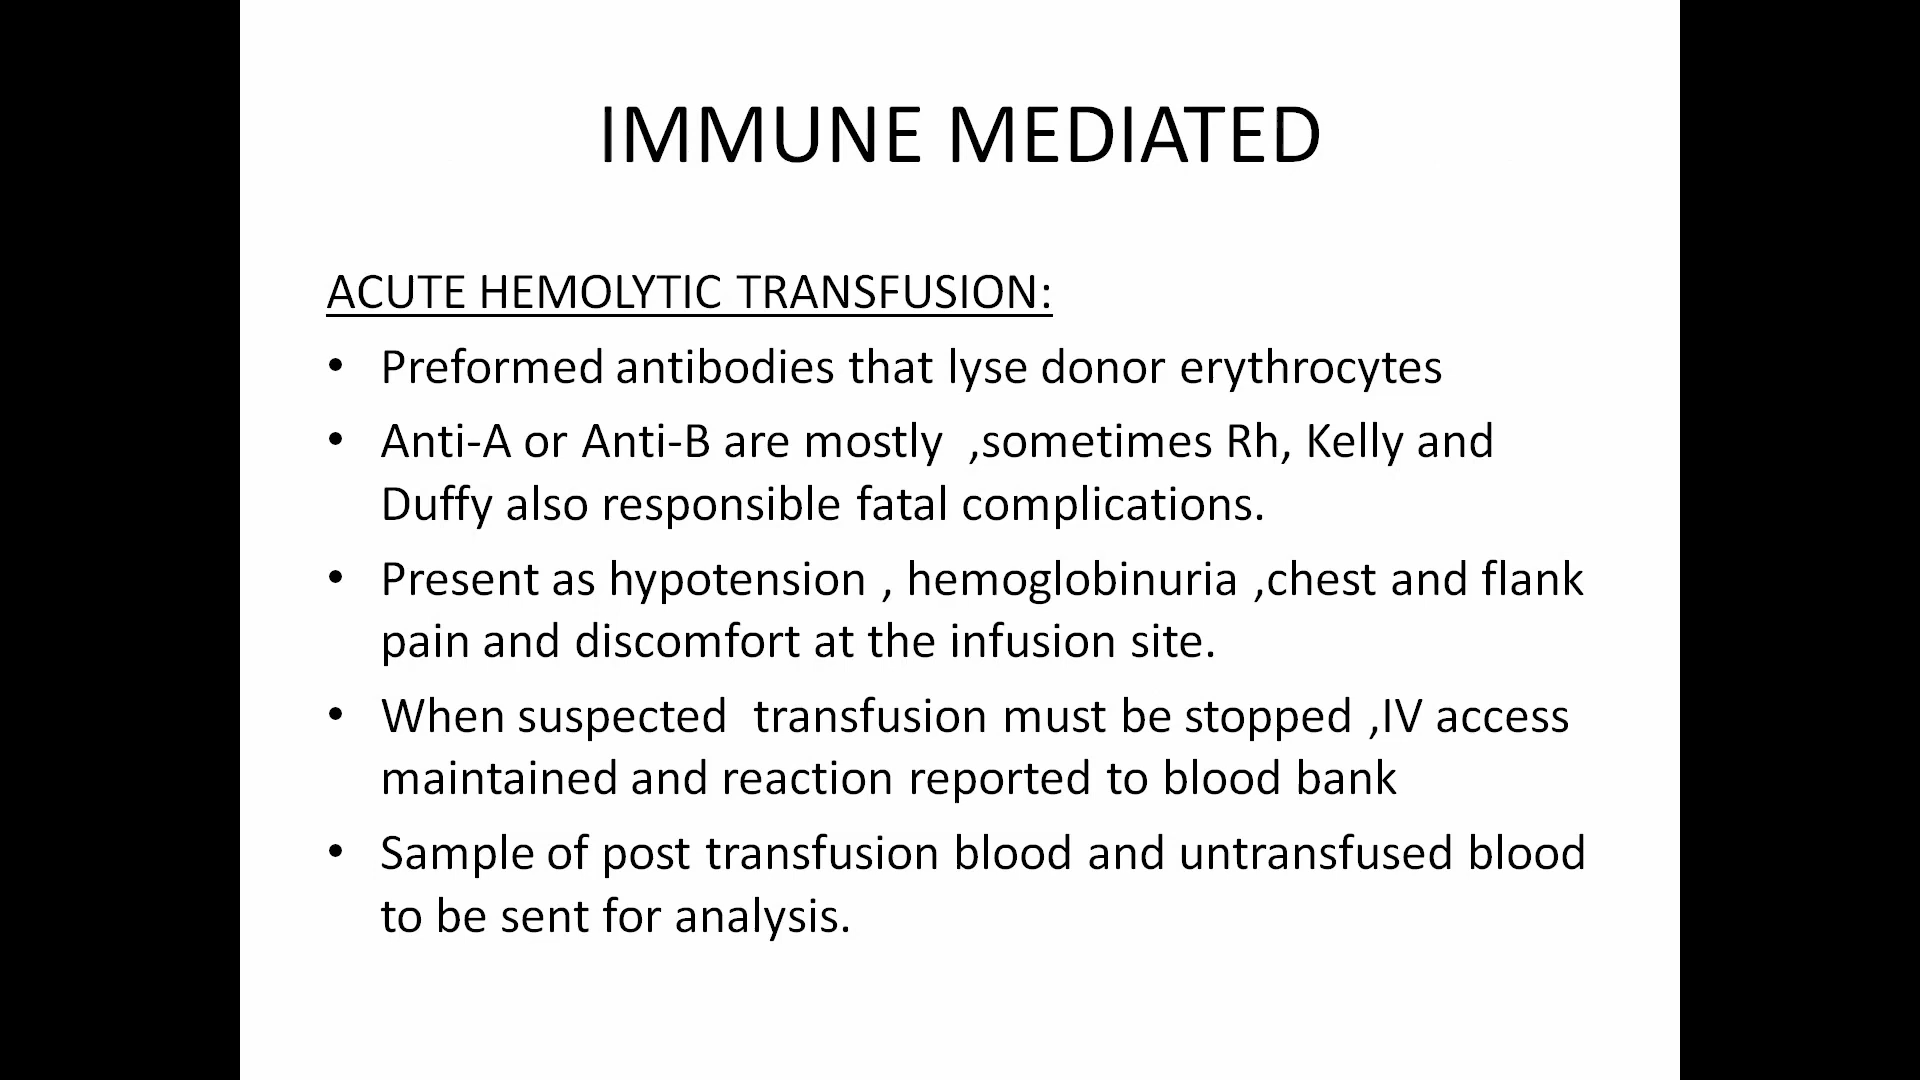 IMMUNE MEDIATED
ACUTE HEMOLYTIC TRANSFUSION:
• Preformed antibodies that lyse donor erythrocytes
• Anti-A or Anti-B are mostly  ,sometimes Rh, Kelly and
Duffy also responsible fatal complications.
• Present as hypotension , hemoglobinuria ,chest and flank
pain and discomfort at the infusion site.
• When suspected  transfusion must be stopped ,IV access
maintained and reaction reported to blood bank
• Sample of post transfusion blood and untransfused blood
to be sent for analysis.